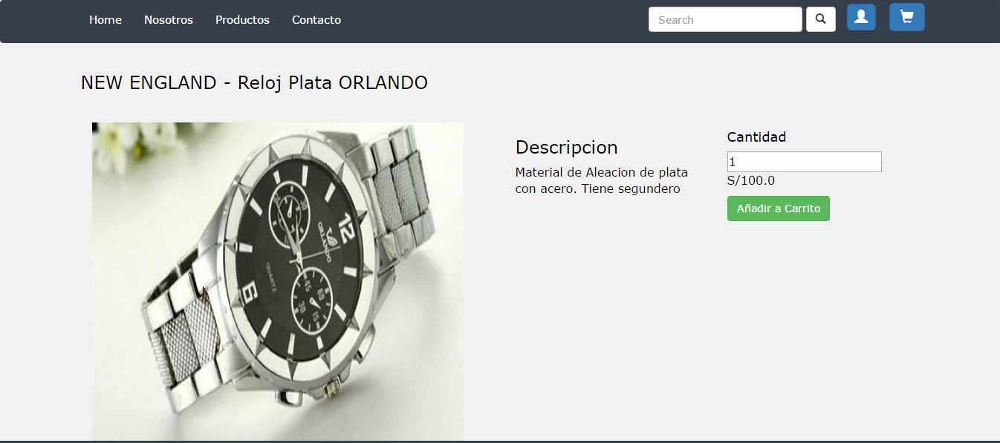 Home Nosotros Productos Contacto Search
NEW ENGLAND - Reloj Plata ORLANDO
Descripcion
Material de Aleacion de plata
con acero. Tiene segundero
Cantidad
1
S/100.0
Añadir a Carrito
12
ORLANDO
QUARTZ
6
30
45
60
30
15